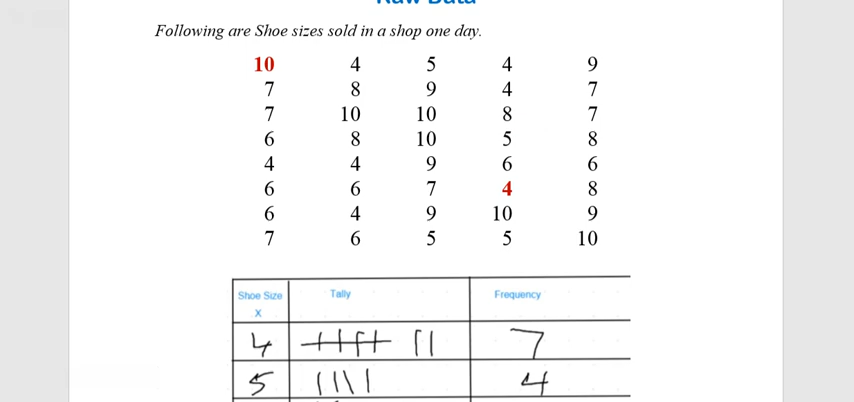 Raw Data
Following are Shoe sizes sold in a shop one day.
10 4 5 4 9
7 8 9 4 7
7 10 10 8 7
6 8 10 5 8
4 4 9 6 6
6 6 7 4 8
6 4 9 10 9
7 6 5 5 10
Shoe Size Tally Frequency
X
4 7
5 4